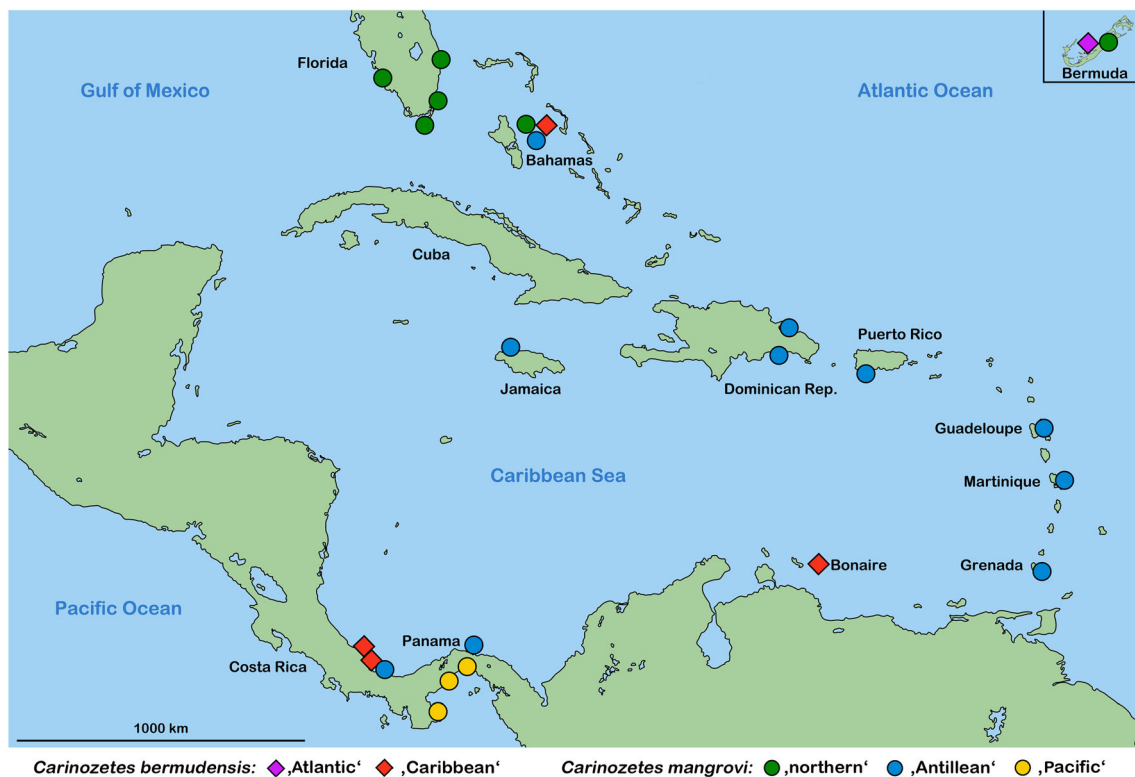 Florida
Gulf of Mexico
Atlantic Ocean
Bermuda
Bahamas
Cuba
Puerto Rico
Jamaica
Dominican Rep.
Guadeloupe
Caribbean Sea
Martinique
Bonaire
Grenada
Pacific Ocean
Panama
Costa Rica
1000 km
Carinozetes bermudensis: ‚Atlantic‘ ‚Caribbean‘ Carinozetes mangrovi: ‚northern‘ ‚Antillean‘ ‚Pacific‘